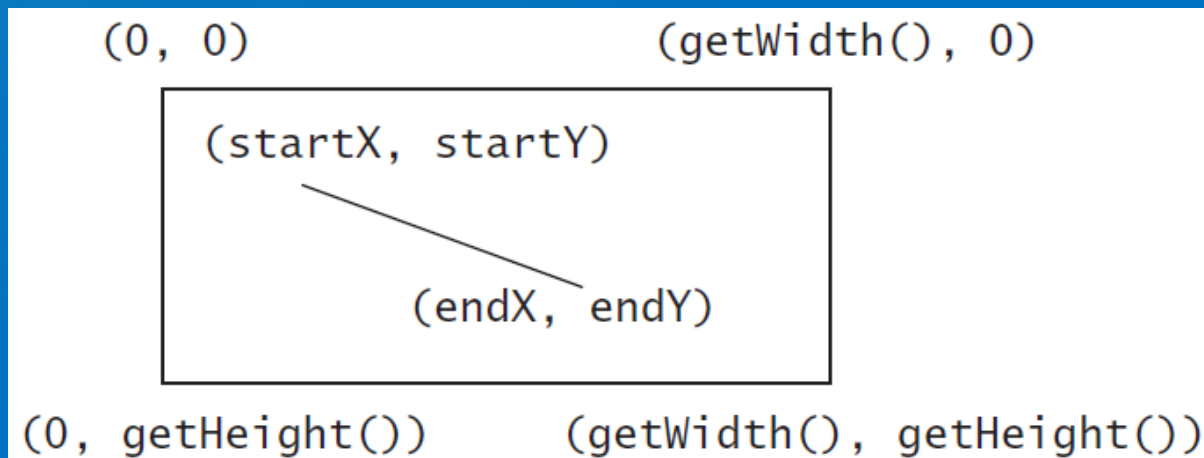 (0, 0) (getWidth(), 0)
(startX, startY)
(endX, endY)
(0, getHeight()) (getWidth(), getHeight())